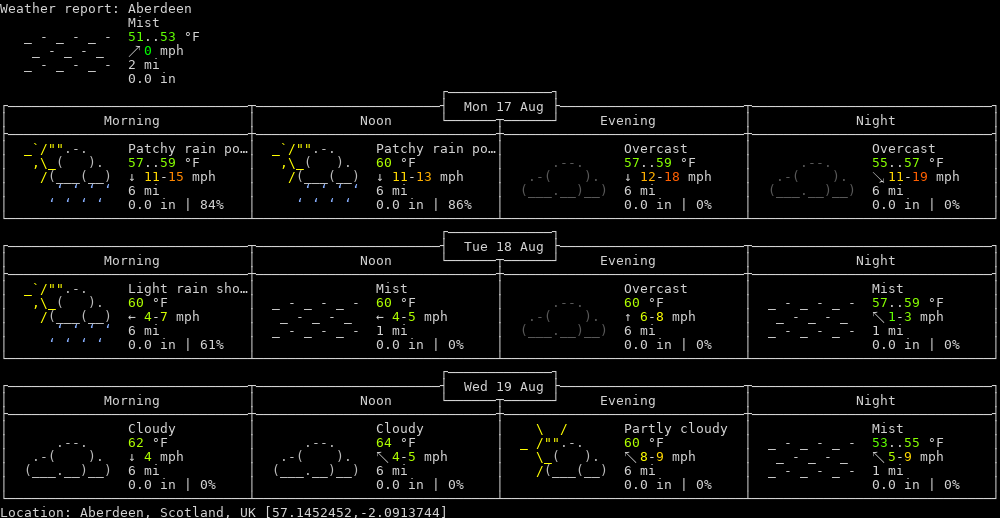 Weather report: Aberdeen
Mist
51..53 °F
↗ 0 mph
2 mi
0.0 in
Mon 17 Aug
Morning Noon Evening Night
Patchy rain po… Patchy rain po… Overcast Overcast
57..59 °F 60 °F 57..59 °F 55..57 °F
↓ 11-15 mph ↓ 11-13 mph ↓ 12-18 mph ↘ 11-19 mph
6 mi 6 mi 6 mi 6 mi
0.0 in | 84% 0.0 in | 86% 0.0 in | 0% 0.0 in | 0%
Tue 18 Aug
Morning Noon Evening Night
Light rain sho… Mist Overcast Mist
60 °F 60 °F 60 °F 57..59 °F
← 4-7 mph ← 4-5 mph ↑ 6-8 mph ↖ 1-3 mph
6 mi 1 mi 6 mi 1 mi
0.0 in | 61% 0.0 in | 0% 0.0 in | 0% 0.0 in | 0%
Wed 19 Aug
Morning Noon Evening Night
Cloudy Cloudy Partly cloudy Mist
62 °F 64 °F 60 °F 53..55 °F
↓ 4 mph ↖ 4-5 mph ↖ 8-9 mph ↖ 5-9 mph
6 mi 6 mi 6 mi 1 mi
0.0 in | 0% 0.0 in | 0% 0.0 in | 0% 0.0 in | 0%
Location: Aberdeen, Scotland, UK [57.1452452,-2.0913744]